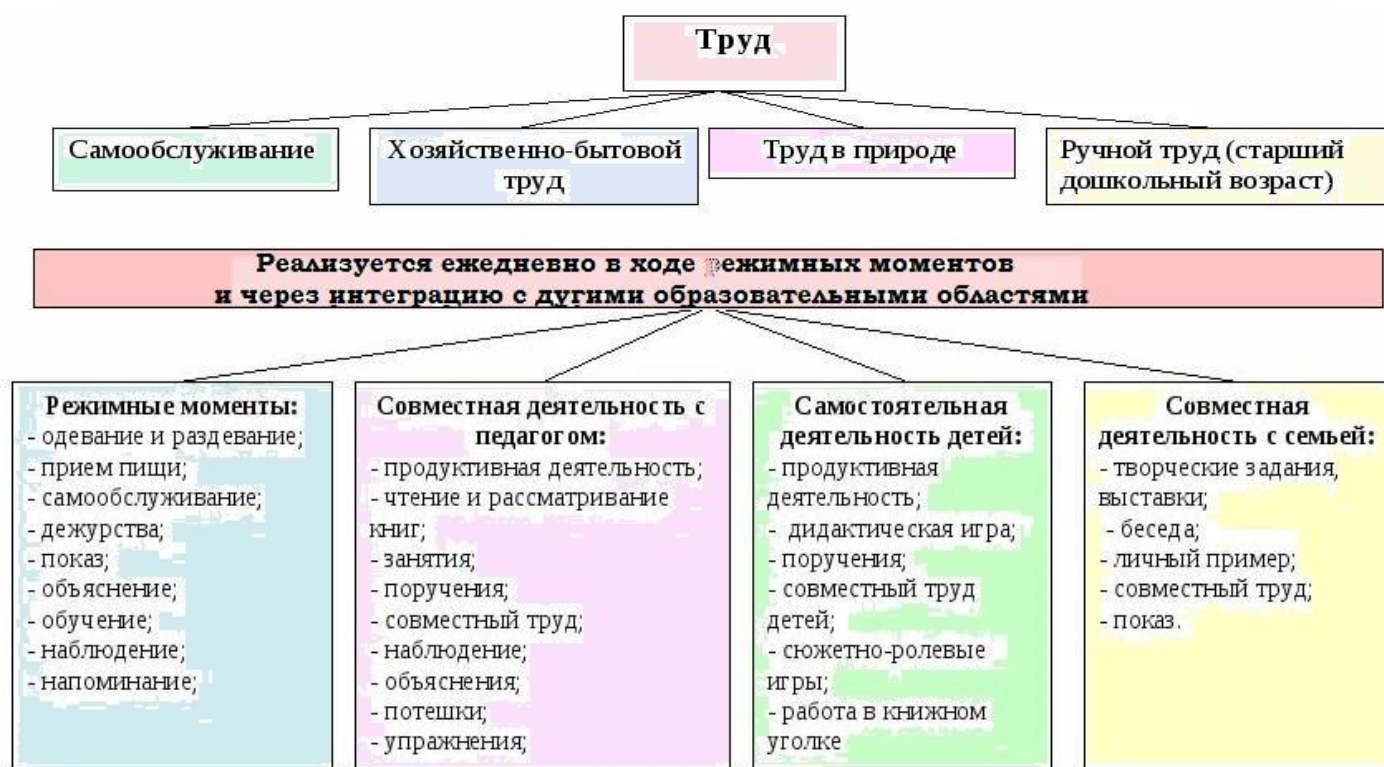 Труд
Самообслуживание
Хозяйственно-бытовой
труд
Труд в природе
Ручной труд (старший
дошкольный возраст)
Реализуется ежедневно в ходе режимных моментов
и через интеграцию с дугими образовательными областями
Режимные моменты:
- одевание и раздевание;
- прием пищи;
- самообслуживание;
- дежурства;
- показ;
- объяснение;
- обучение;
- наблюдение;
- напоминание;
Совместная деятельность с
педагогом:
- продуктивная деятельность;
- чтение и рассматривание
книг;
- занятия;
- поручения;
- совместный труд;
- наблюдение;
- объяснения;
- потешки;
- упражнения;
Самостоятельная
деятельность детей:
- продуктивная
деятельность;
- дидактическая игра;
- поручения;
- совместный труд
детей;
- сюжетно-ролевые
игры;
- работа в книжном
уголке
Совместная
деятельность с семьей:
- творческие задания,
выставки;
- беседа;
- личный пример;
- совместный труд;
- показ.